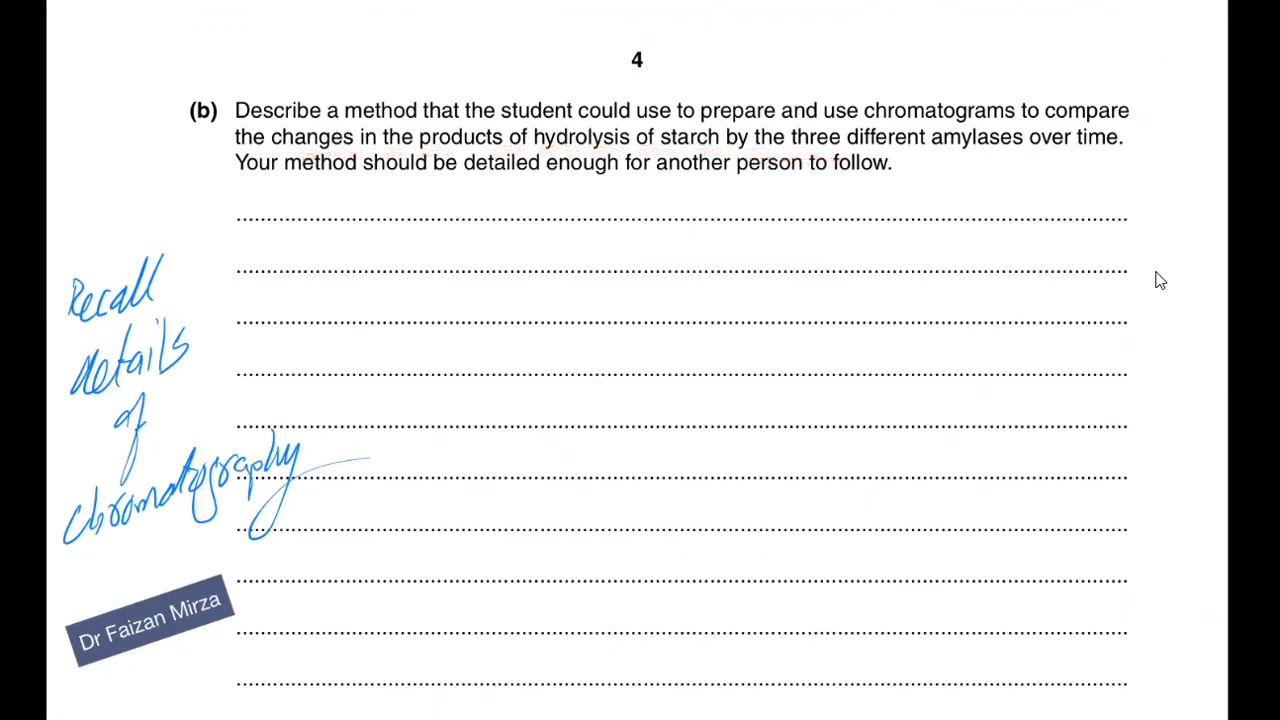 4
(b) Describe a method that the student could use to prepare and use chromatograms to compare
the changes in the products of hydrolysis of starch by the three different amylases over time.
Your method should be detailed enough for another person to follow.
Recall
details
of
chromatography
Dr Faizan Mirza